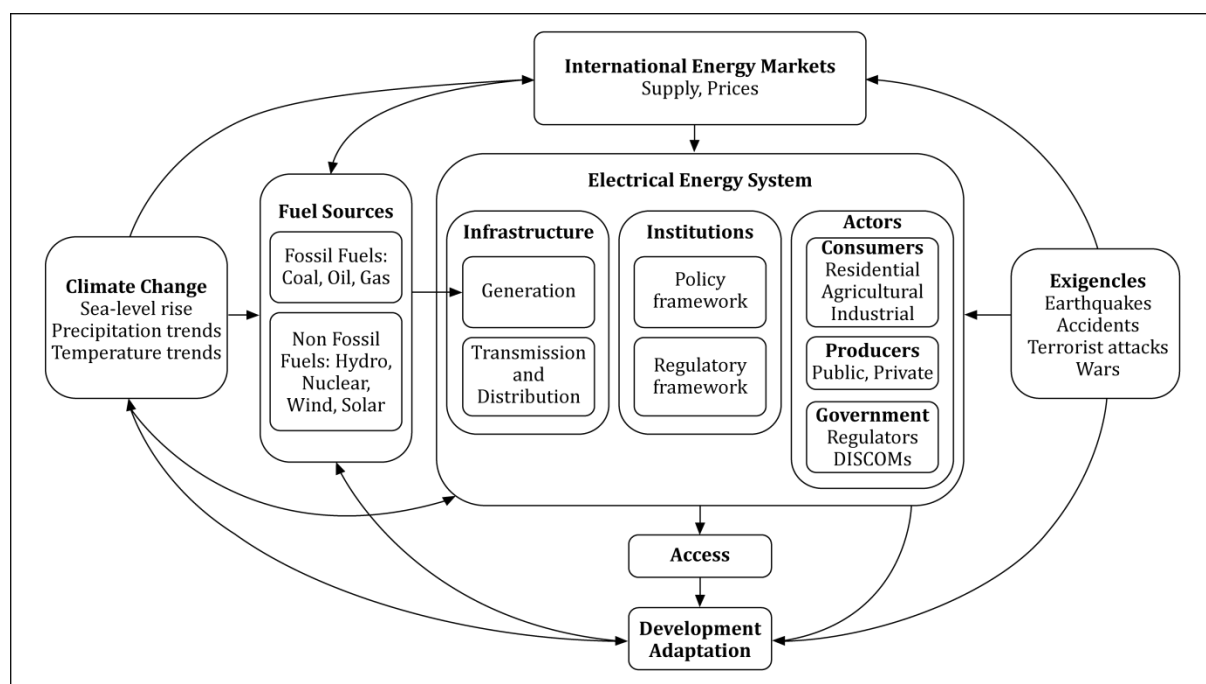 International Energy Markets
Supply, Prices
Electrical Energy System
Fuel Sources
Fossil Fuels:
Coal, Oil, Gas
Non Fossil
Fuels: Hydro,
Nuclear,
Wind, Solar
Infrastructure
Generation
Transmission
and
Distribution
Institutions
Policy
framework
Regulatory
framework
Actors
Consumers
Residential
Agricultural
Industrial
Producers
Public, Private
Government
Regulators
DISCOMs
Climate Change
Sea-level rise
Precipitation trends
Temperature trends
Exigencles
Earthquakes
Accidents
Terrorist attacks
Wars
Access
Development
Adaptation